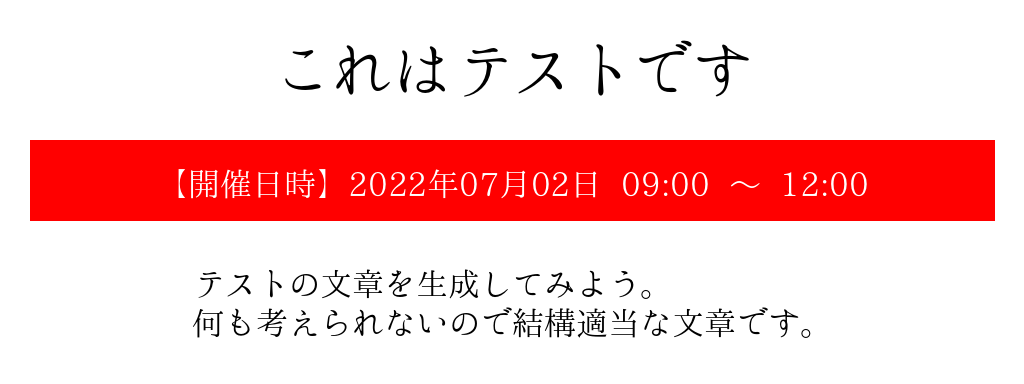 これはテストです
【開催日時】2022年07月02日 09:00 ～ 12:00
テストの文章を生成してみよう。
何も考えられないので結構適当な文章です。